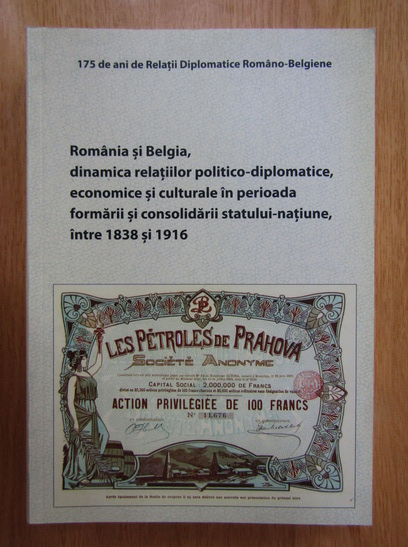 175 de ani de Relații Diplomatice Româno-Belgiene
România și Belgia,
dinamica relațiilor politico-diplomatice,
economice și culturale în perioada
formării și consolidării statului-națiune,
între 1838 și 1916
LES PÉTROLES DE PRAHOVA
SOCIÉTÉ ANONYME
CAPITAL SOCIAL : 2,000,000 DE FRANCS
ACTION PRIVILÉGIÉE DE 100 FRANCS
Nº 11,676